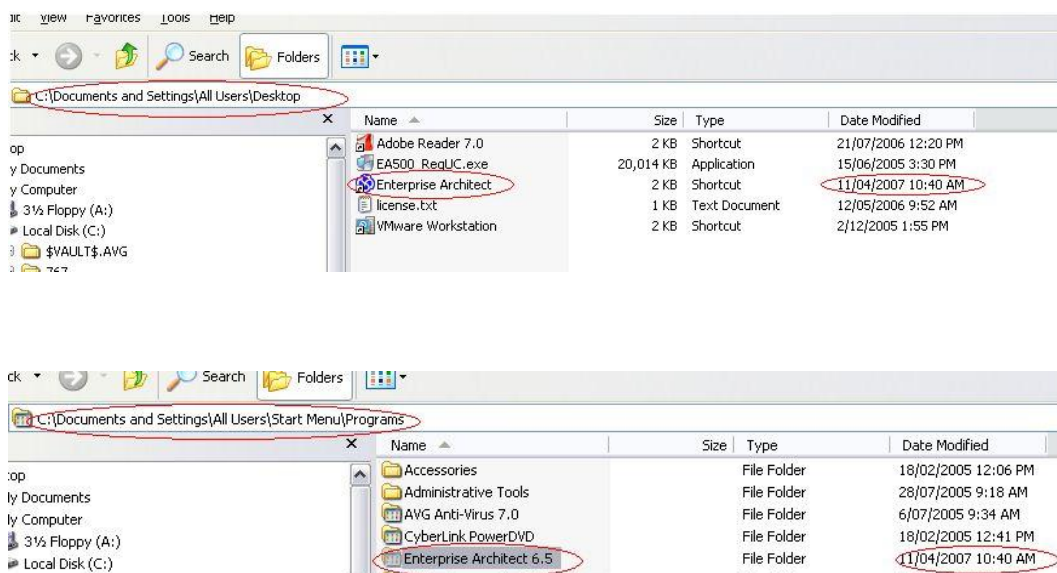 View Favorites Tools Help
Search Folders
C:\Documents and Settings\All Users\Desktop
Name Size Type Date Modified
Adobe Reader 7.0 2 KB Shortcut 21/07/2006 12:20 PM
EA500_ReqUC.exe 20,014 KB Application 15/06/2005 3:30 PM
Enterprise Architect 2 KB Shortcut 11/04/2007 10:40 AM
license.txt 1 KB Text Document 12/05/2006 9:52 AM
VMware Workstation 2 KB Shortcut 2/12/2005 1:55 PM
op
y Documents
y Computer
3½ Floppy (A:)
Local Disk (C:)
$VAULT$.AVG
767
ck Search Folders
C:\Documents and Settings\All Users\Start Menu\Programs
Name Size Type Date Modified
Accessories File Folder 18/02/2005 12:06 PM
Administrative Tools File Folder 28/07/2005 9:18 AM
AVG Anti-Virus 7.0 File Folder 6/07/2005 9:34 AM
CyberLink PowerDVD File Folder 18/02/2005 12:41 PM
Enterprise Architect 6.5 File Folder 11/04/2007 10:40 AM
top
y Documents
y Computer
3½ Floppy (A:)
Local Disk (C:)